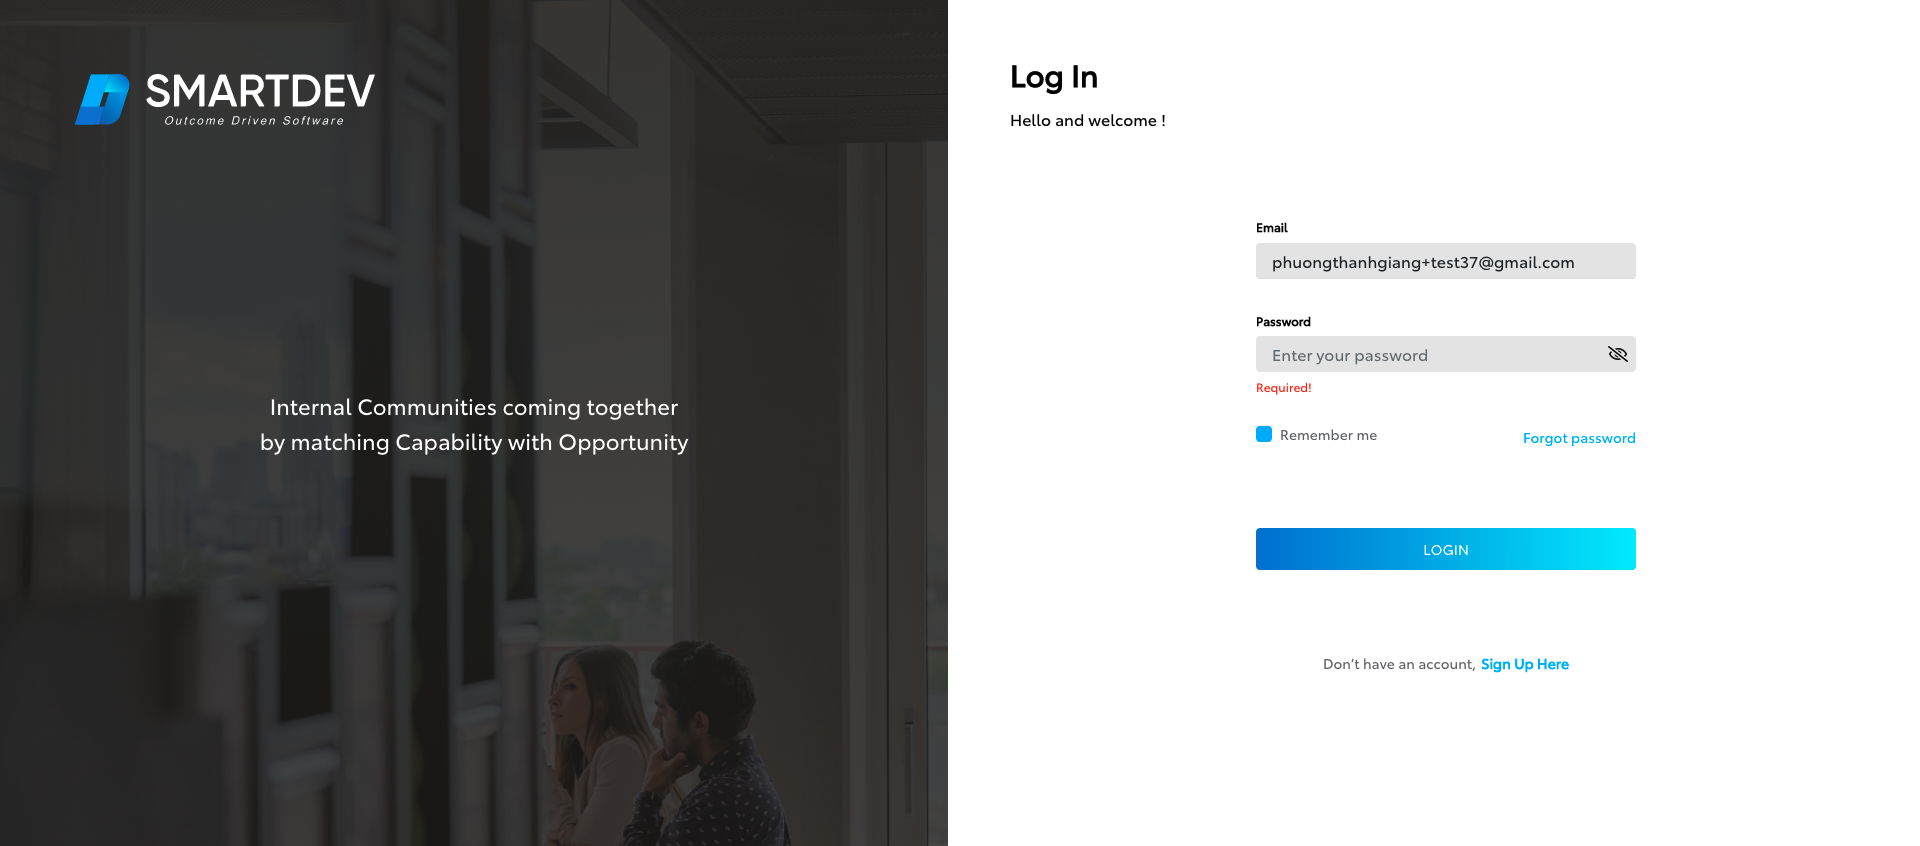 SMARTDEV
Outcome Driven Software
Internal Communities coming together
by matching Capability with Opportunity
Log In
Hello and welcome !
Email
phuongthanhgiang+test37@gmail.com
Password
Enter your password
Required!
Remember me
Forgot password
LOGIN
Don't have an account, Sign Up Here